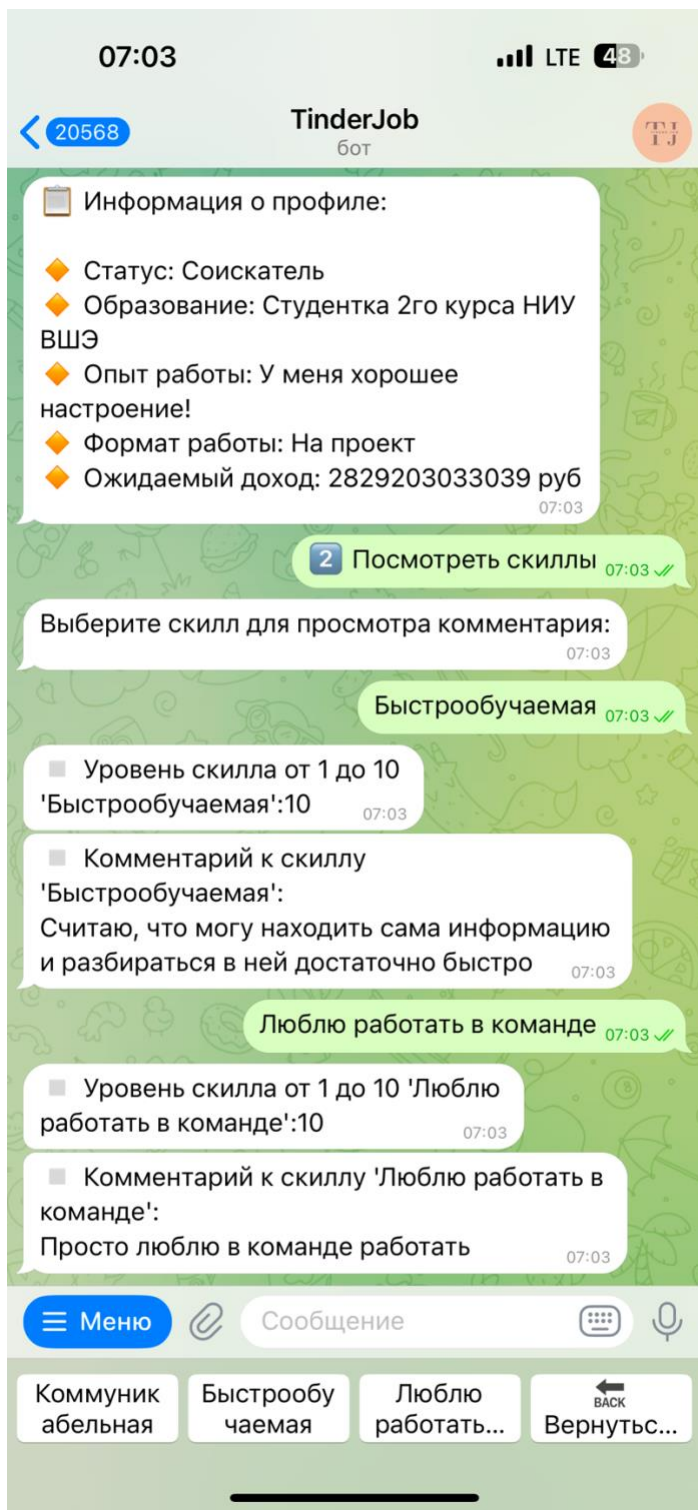 07:03
LTE 48
20568
TinderJob
бот
TJ
📋 Информация о профиле:
🔸 Статус: Соискатель
🔸 Образование: Студентка 2го курса НИУ
ВШЭ
🔸 Опыт работы: У меня хорошее
настроение!
🔸 Формат работы: На проект
🔸 Ожидаемый доход: 2829203033039 руб
07:03
2️⃣ Посмотреть скиллы 07:03
Выберите скилл для просмотра комментария:
07:03
Быстрообучаемая 07:03
◽ Уровень скилла от 1 до 10
'Быстрообучаемая':10 07:03
◽ Комментарий к скиллу
'Быстрообучаемая':
Считаю, что могу находить сама информацию
и разбираться в ней достаточно быстро 07:03
Люблю работать в команде 07:03
◽ Уровень скилла от 1 до 10 'Люблю
работать в команде':10 07:03
◽ Комментарий к скиллу 'Люблю работать в
команде':
Просто люблю в команде работать 07:03
Меню
Сообщение
Коммуник
абельная
Быстрообу
чаемая
Люблю
работать...
BACK
Вернутьс...